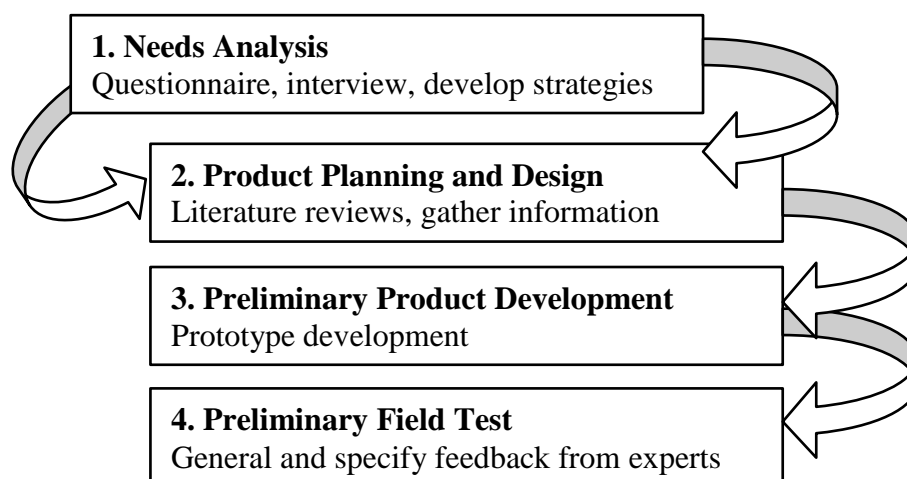 1. Needs Analysis
Questionnaire, interview, develop strategies
2. Product Planning and Design
Literature reviews, gather information
3. Preliminary Product Development
Prototype development
4. Preliminary Field Test
General and specify feedback from experts